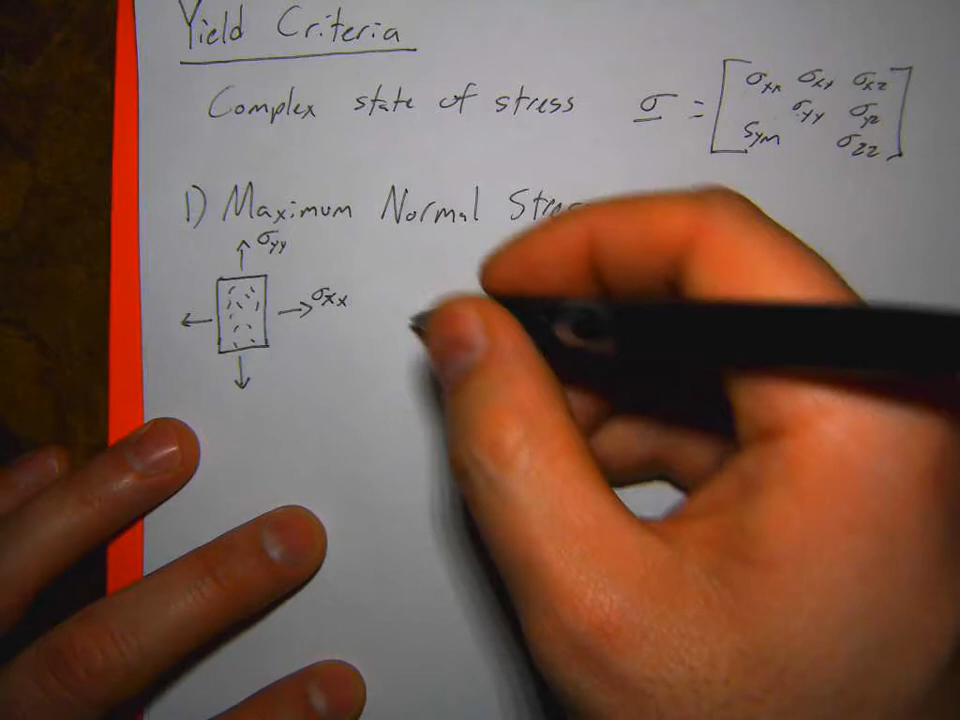 Yield Criteria
Complex state of stress σ = [σxx σxy σxz
σyy σyz
Sym σzz]
1) Maximum Normal
σyy
σxx